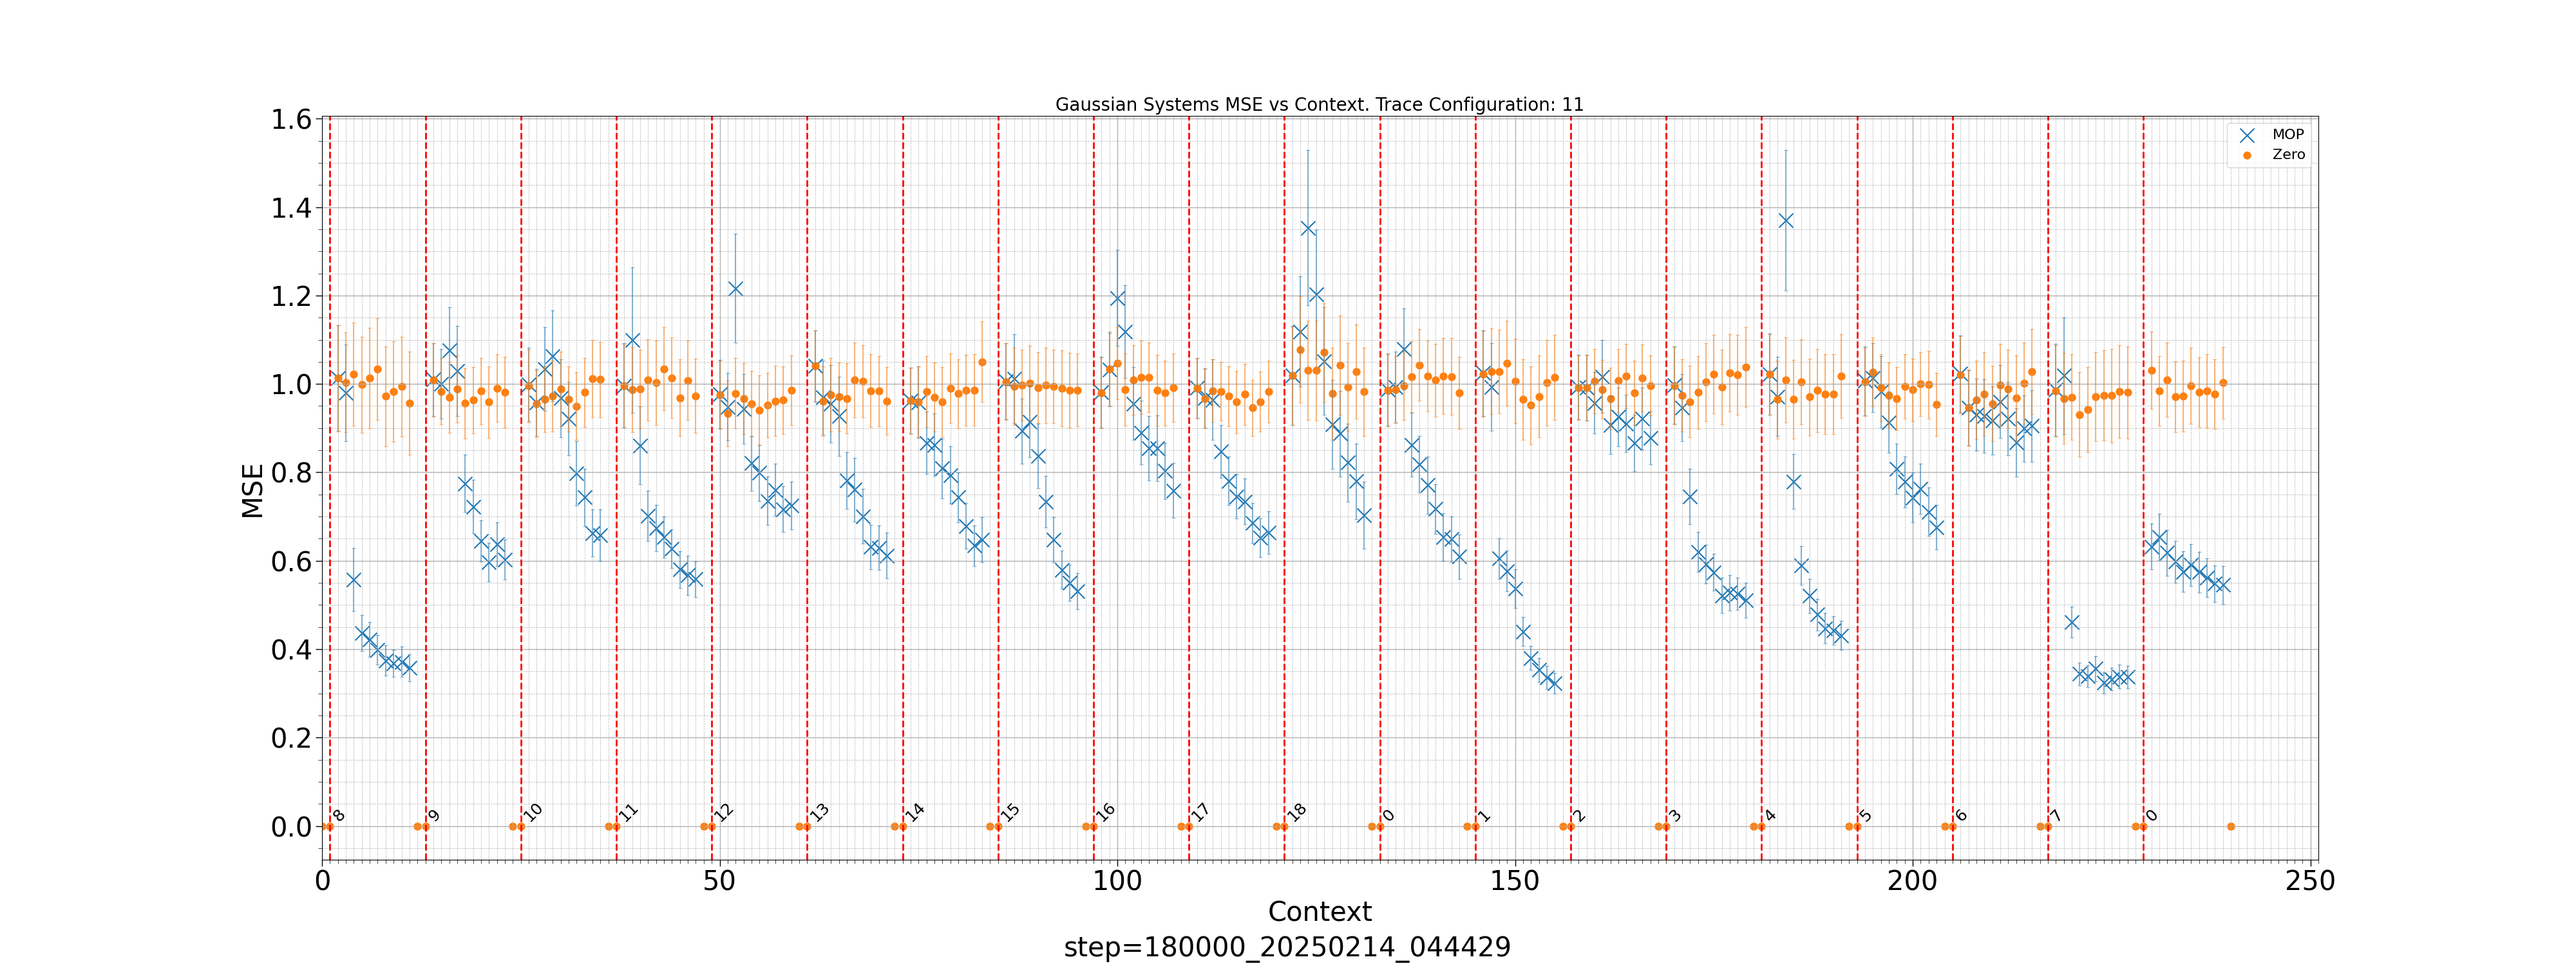 Gaussian Systems MSE vs Context. Trace Configuration: 11
MOP
Zero
MSE
1.6
1.4
1.2
1.0
0.8
0.6
0.4
0.2
0.0
8 9 10 11 12 13 14 15 16 17 18 0 1 2 3 4 5 6 7 0
0 50 100 150 200 250
Context
step=180000_20250214_044429